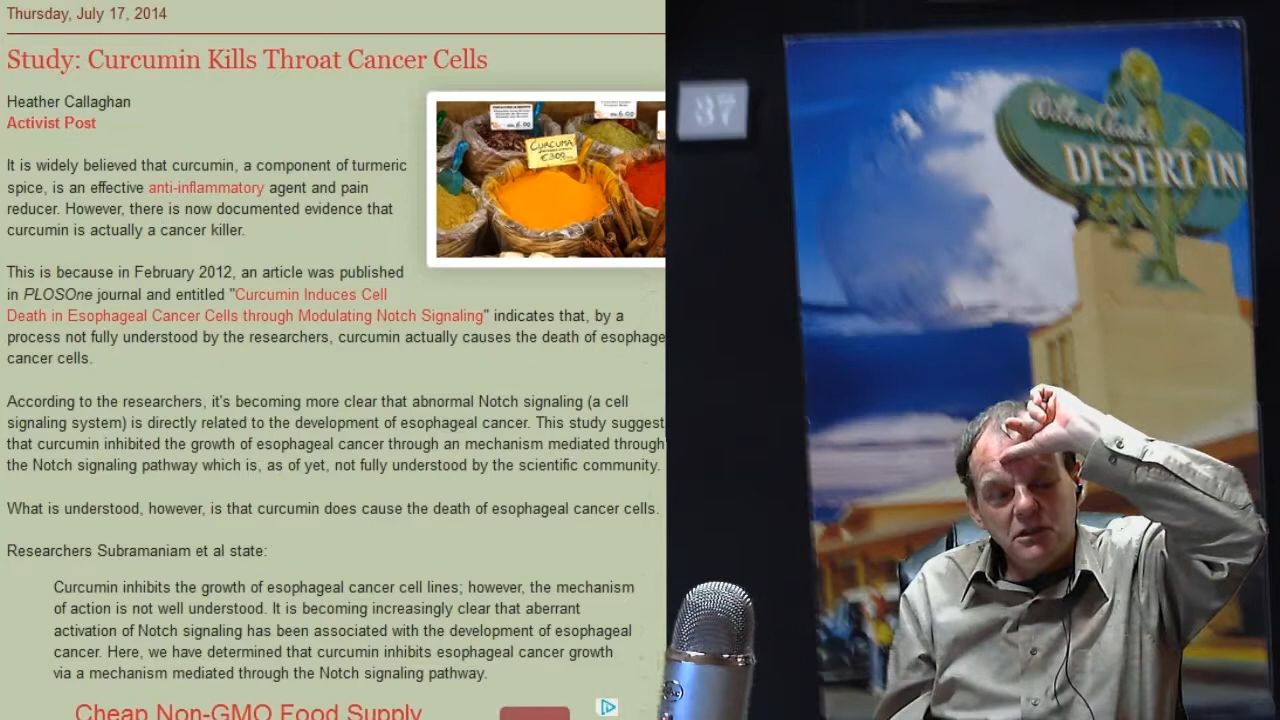 Thursday, July 17, 2014
Study: Curcumin Kills Throat Cancer Cells
Heather Callaghan
Activist Post
It is widely believed that curcumin, a component of turmeric
spice, is an effective anti-inflammatory agent and pain
reducer. However, there is now documented evidence that
curcumin is actually a cancer killer.
This is because in February 2012, an article was published
in PLOSOne journal and entitled "Curcumin Induces Cell
Death in Esophageal Cancer Cells through Modulating Notch Signaling" indicates that, by a
process not fully understood by the researchers, curcumin actually causes the death of esophage
cancer cells.
According to the researchers, it's becoming more clear that abnormal Notch signaling (a cell
signaling system) is directly related to the development of esophageal cancer. This study suggest
that curcumin inhibited the growth of esophageal cancer through an mechanism mediated through
the Notch signaling pathway which is, as of yet, not fully understood by the scientific community.
What is understood, however, is that curcumin does cause the death of esophageal cancer cells.
Researchers Subramaniam et al state:
Curcumin inhibits the growth of esophageal cancer cell lines; however, the mechanism
of action is not well understood. It is becoming increasingly clear that aberrant
activation of Notch signaling has been associated with the development of esophageal
cancer. Here, we have determined that curcumin inhibits esophageal cancer growth
via a mechanism mediated through the Notch signaling pathway.
Cheap Non-GMO Food Supply
CURCUMA
37
Wilbur Clark's
DESERT INN